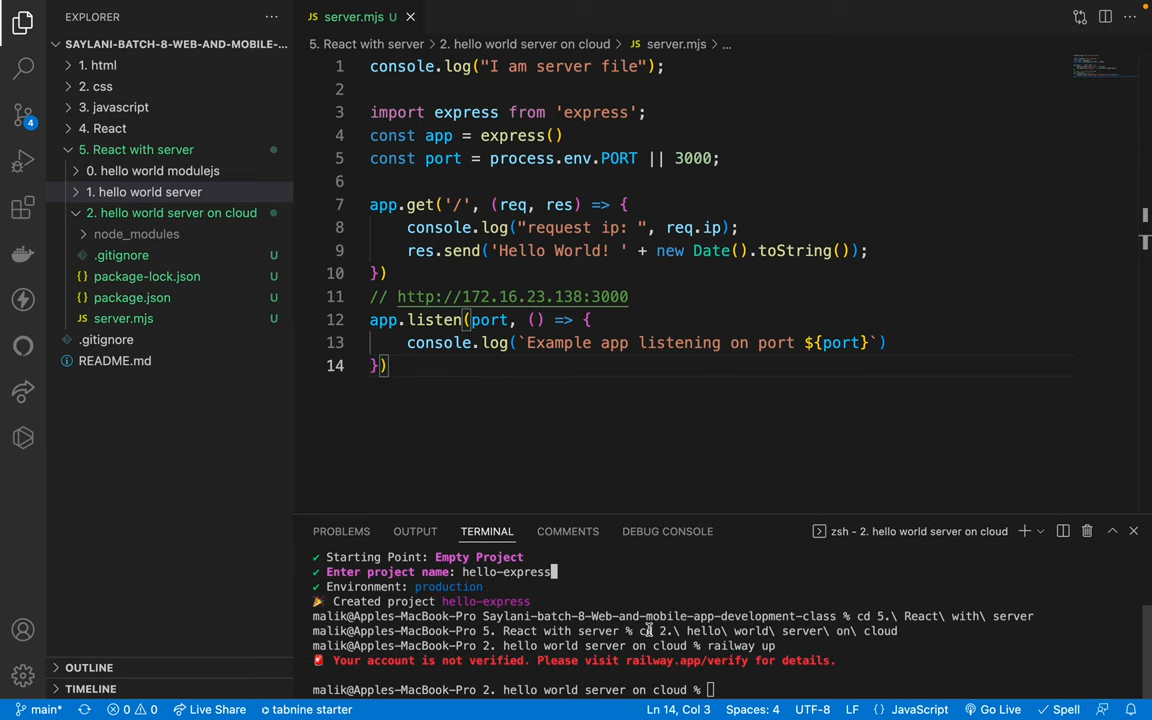 EXPLORER
SAYLANI-BATCH-8-WEB-AND-MOBILE-...
1. html
2. css
3. javascript
4. React
5. React with server
0. hello world modulejs
1. hello world server
2. hello world server on cloud
node_modules
.gitignore U
package-lock.json U
package.json U
server.mjs U
.gitignore
README.md
OUTLINE
TIMELINE
4
JS server.mjs U
5. React with server > 2. hello world server on cloud > JS server.mjs > ...
1 console.log("I am server file");
2
3 import express from 'express';
4 const app = express()
5 const port = process.env.PORT || 3000;
6
7 app.get('/', (req, res) => {
8 console.log("request ip: ", req.ip);
9 res.send('Hello World! ' + new Date().toString());
10 })
11 // http://172.16.23.138:3000
12 app.listen(port, () => {
13 console.log(`Example app listening on port ${port}`)
14 })
PROBLEMS OUTPUT TERMINAL COMMENTS DEBUG CONSOLE zsh - 2. hello world server on cloud
✔ Starting Point: Empty Project
✔ Enter project name: hello-express
✔ Environment: production
🎉 Created project hello-express
malik@Apples-MacBook-Pro Saylani-batch-8-Web-and-mobile-app-development-class % cd 5.\ React\ with\ server
malik@Apples-MacBook-Pro 5. React with server % cd 2.\ hello\ world\ server\ on\ cloud
malik@Apples-MacBook-Pro 2. hello world server on cloud % railway up
🚨 Your account is not verified. Please visit railway.app/verify for details.
malik@Apples-MacBook-Pro 2. hello world server on cloud %
main* 0 0 Live Share tabnine starter Ln 14, Col 3 Spaces: 4 UTF-8 LF {} JavaScript Go Live Spell